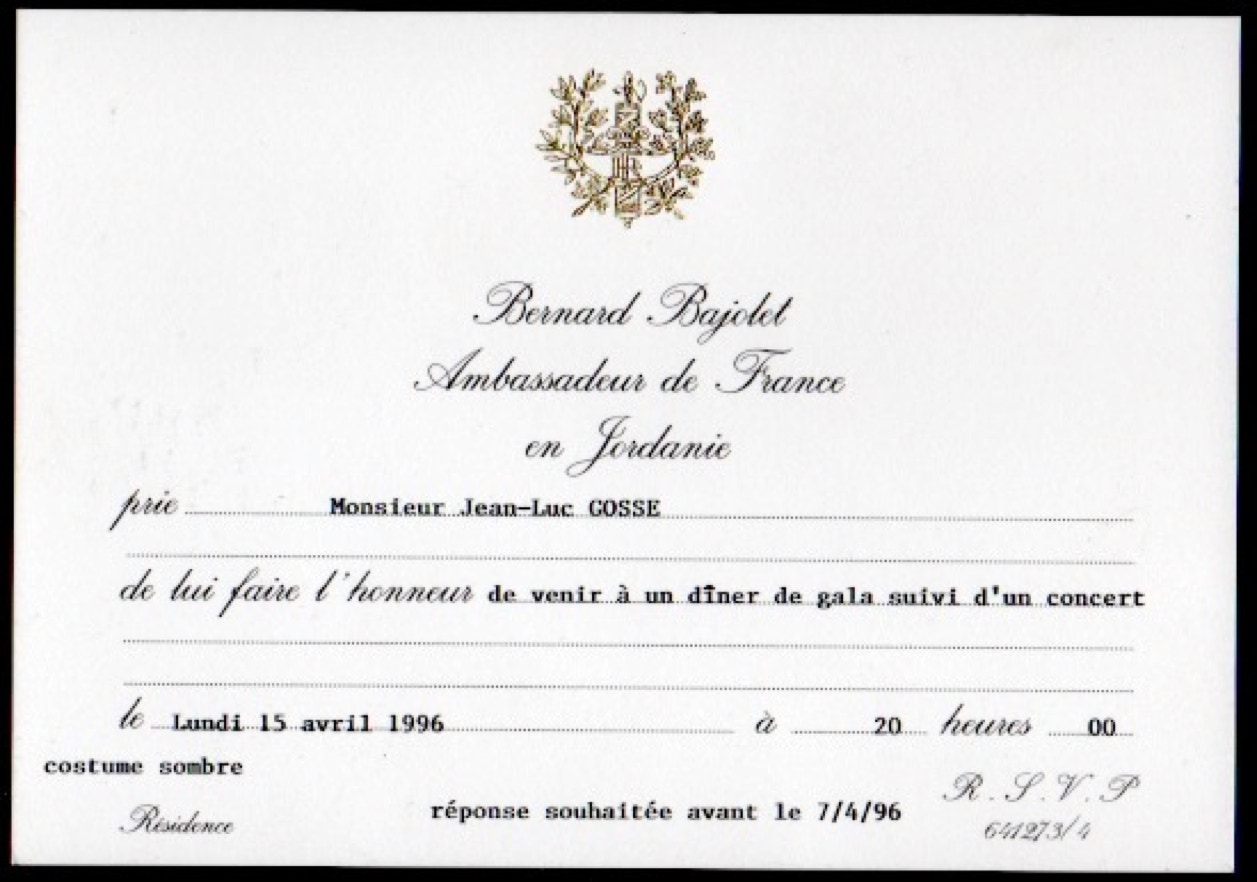 Bernard Bajolet
Ambassadeur de France
en Jordanie
prie Monsieur Jean-Luc GOSSE
de lui faire l'honneur de venir à un dîner de gala suivi d'un concert
le Lundi 15 avril 1996 à 20 heures 00
costume sombre
R.S.V.P
Résidence réponse souhaitée avant le 7/4/96
641273/4